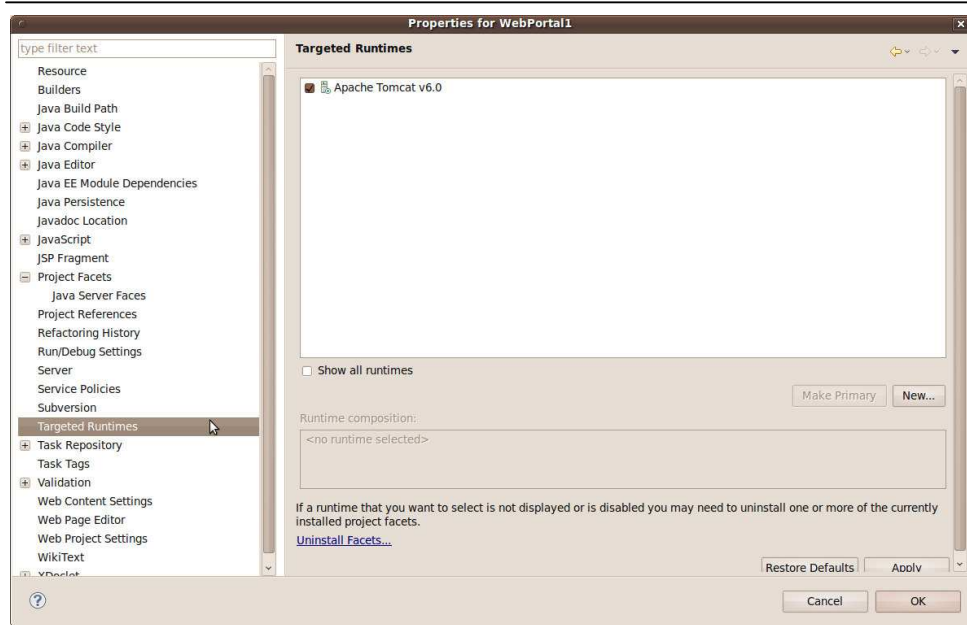 Properties for WebPortal1
type filter text
Resource
Builders
Java Build Path
Java Code Style
Java Compiler
Java Editor
Java EE Module Dependencies
Java Persistence
Javadoc Location
JavaScript
JSP Fragment
Project Facets
Java Server Faces
Project References
Refactoring History
Run/Debug Settings
Server
Service Policies
Subversion
Targeted Runtimes
Task Repository
Task Tags
Validation
Web Content Settings
Web Page Editor
Web Project Settings
WikiText
XDoclet
Targeted Runtimes
Apache Tomcat v6.0
Show all runtimes
Make Primary
New...
Runtime composition:
<no runtime selected>
If a runtime that you want to select is not displayed or is disabled you may need to uninstall one or more of the currently
installed project facets.
Uninstall Facets...
Restore Defaults
Apply
Cancel
OK